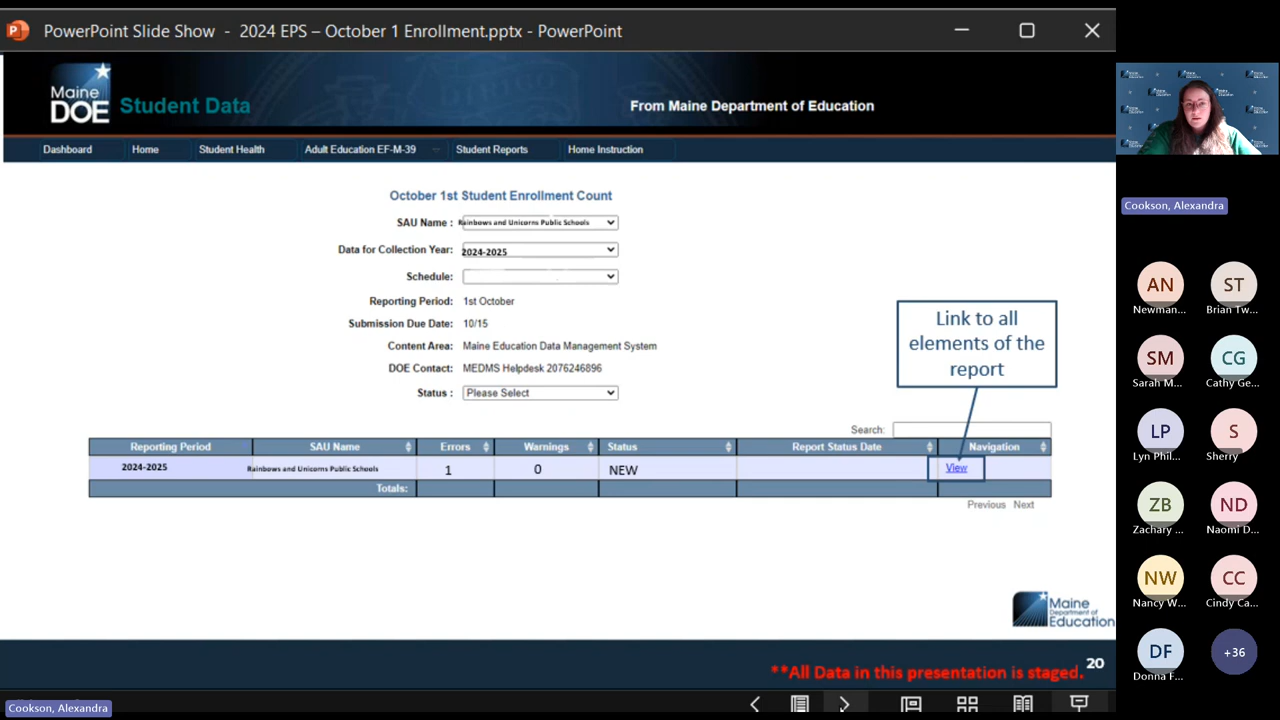 PowerPoint Slide Show - 2024 EPS – October 1 Enrollment.pptx - PowerPoint
Maine
DOE
Student Data
From Maine Department of Education
Dashboard Home Student Health Adult Education EF-M-39 Student Reports Home Instruction
October 1st Student Enrollment Count
SAU Name : Rainbows and Unicorns Public Schools
Data for Collection Year: 2024-2025
Schedule:
Reporting Period: 1st October
Submission Due Date: 10/15
Content Area: Maine Education Data Management System
DOE Contact: MEDMS Helpdesk 2076246896
Status : Please Select
Link to all
elements of the
report
Search:
Reporting Period SAU Name Errors Warnings Status Report Status Date Navigation
2024-2025 Rainbows and Unicorns Public Schools 1 0 NEW View
Totals:
Previous Next
Maine
Department of
Education
**All Data in this presentation is staged. 20
Cookson, Alexandra
Cookson, Alexandra
AN ST
Newman... Brian Tw...
SM CG
Sarah M... Cathy Ge...
LP S
Lyn Phil... Sherry
ZB ND
Zachary ... Naomi D...
NW CC
Nancy W... Cindy Ca...
DF +36
Donna F...